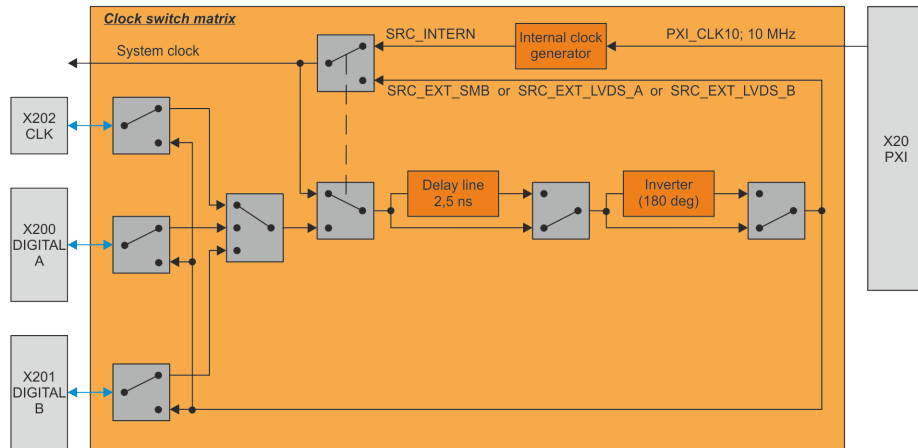 Clock switch matrix
System clock
SRC_INTERN
Internal clock
generator
PXI_CLK10; 10 MHz
SRC_EXT_SMB or SRC_EXT_LVDS_A or SRC_EXT_LVDS_B
X202
CLK
X20
PXI
Delay line
2,5 ns
Inverter
(180 deg)
X200
DIGITAL
A
X201
DIGITAL
B